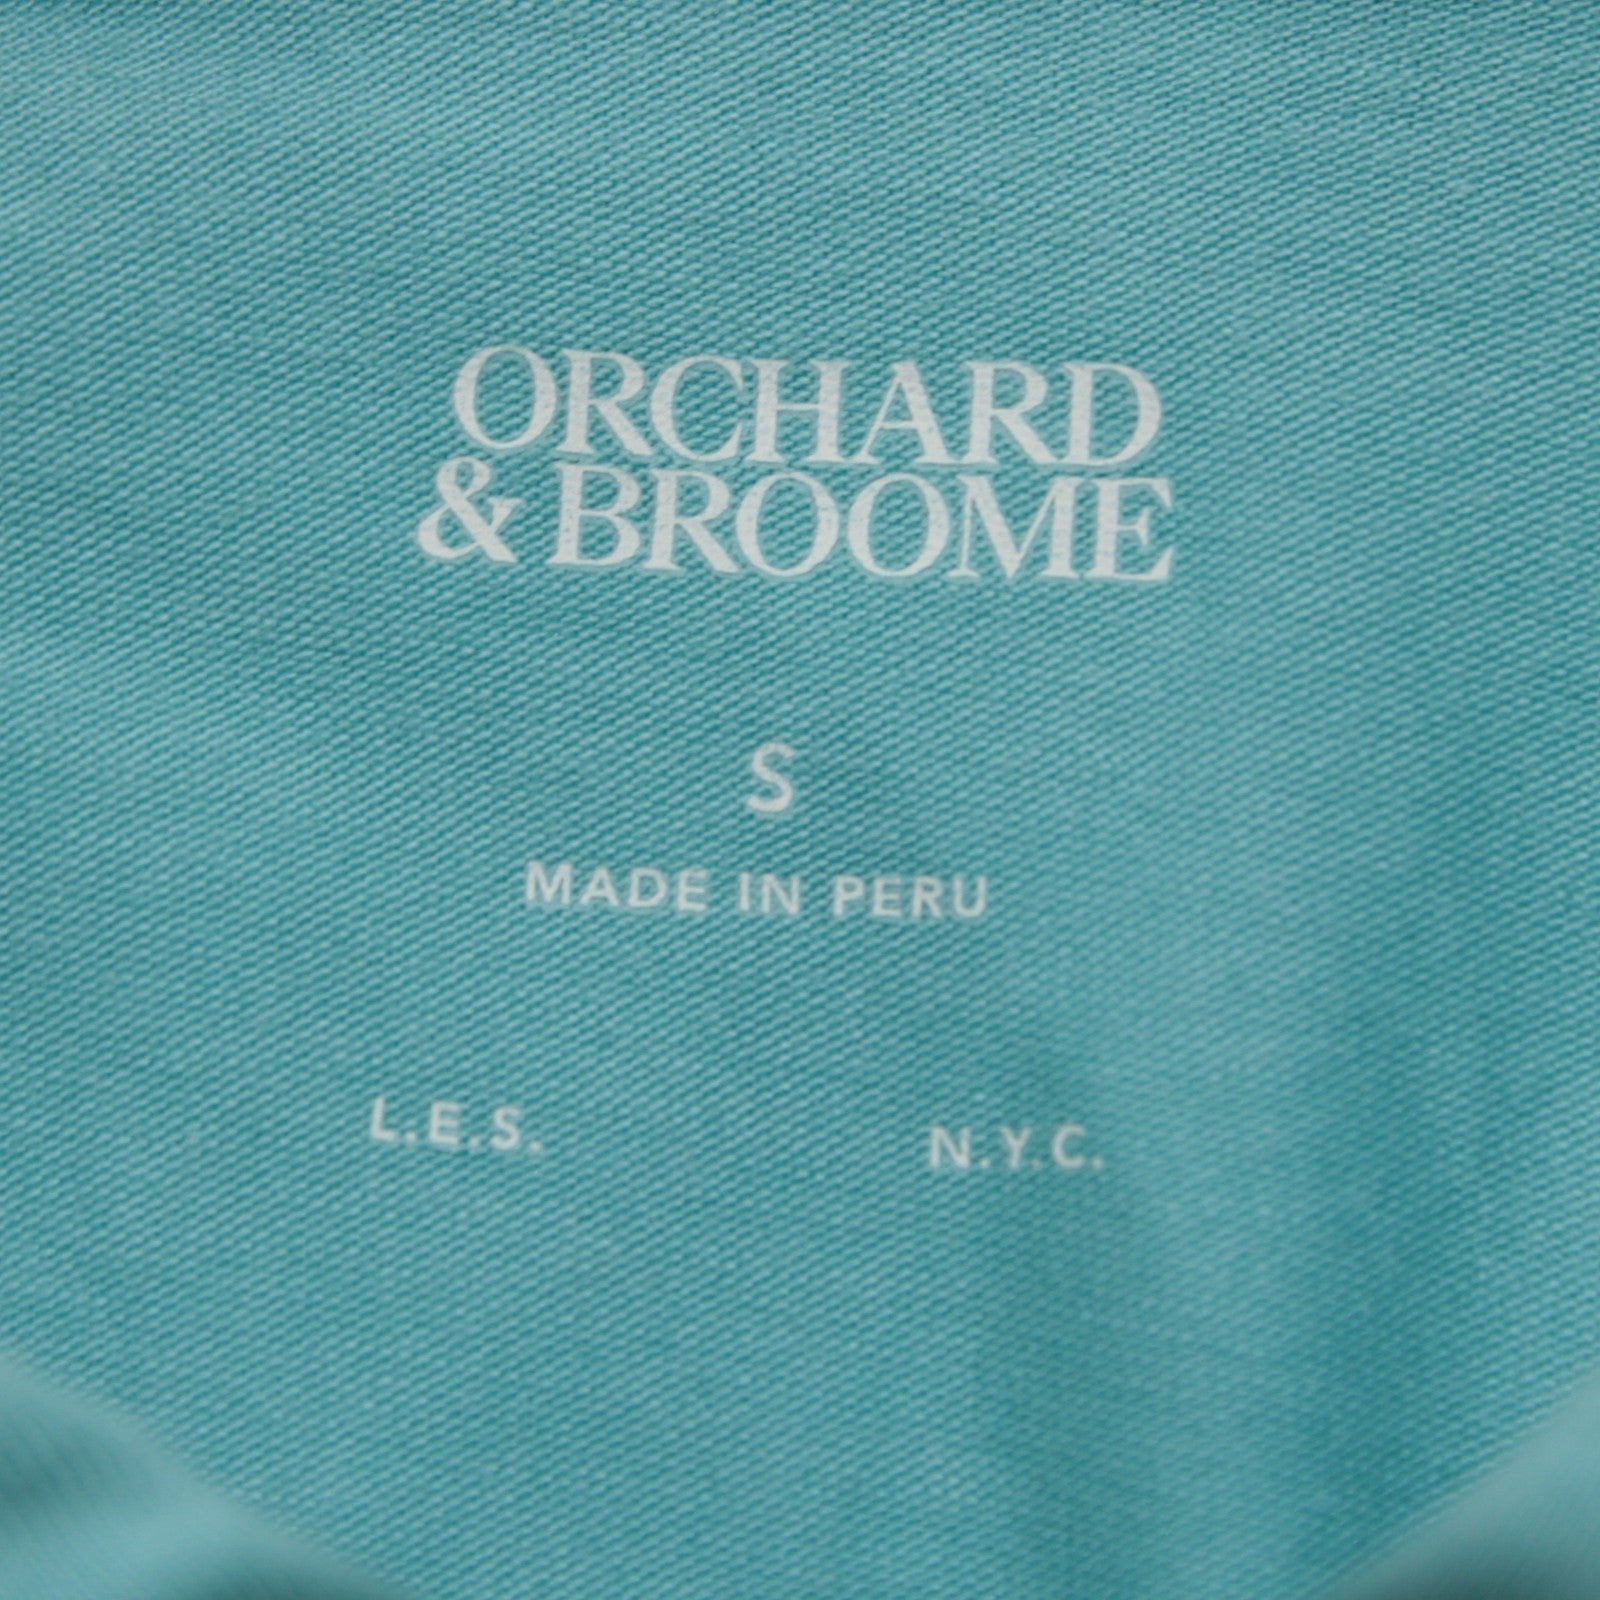 ORCHARD
& BROOME
S
MADE IN PERU
L.E.S. N.Y.C.